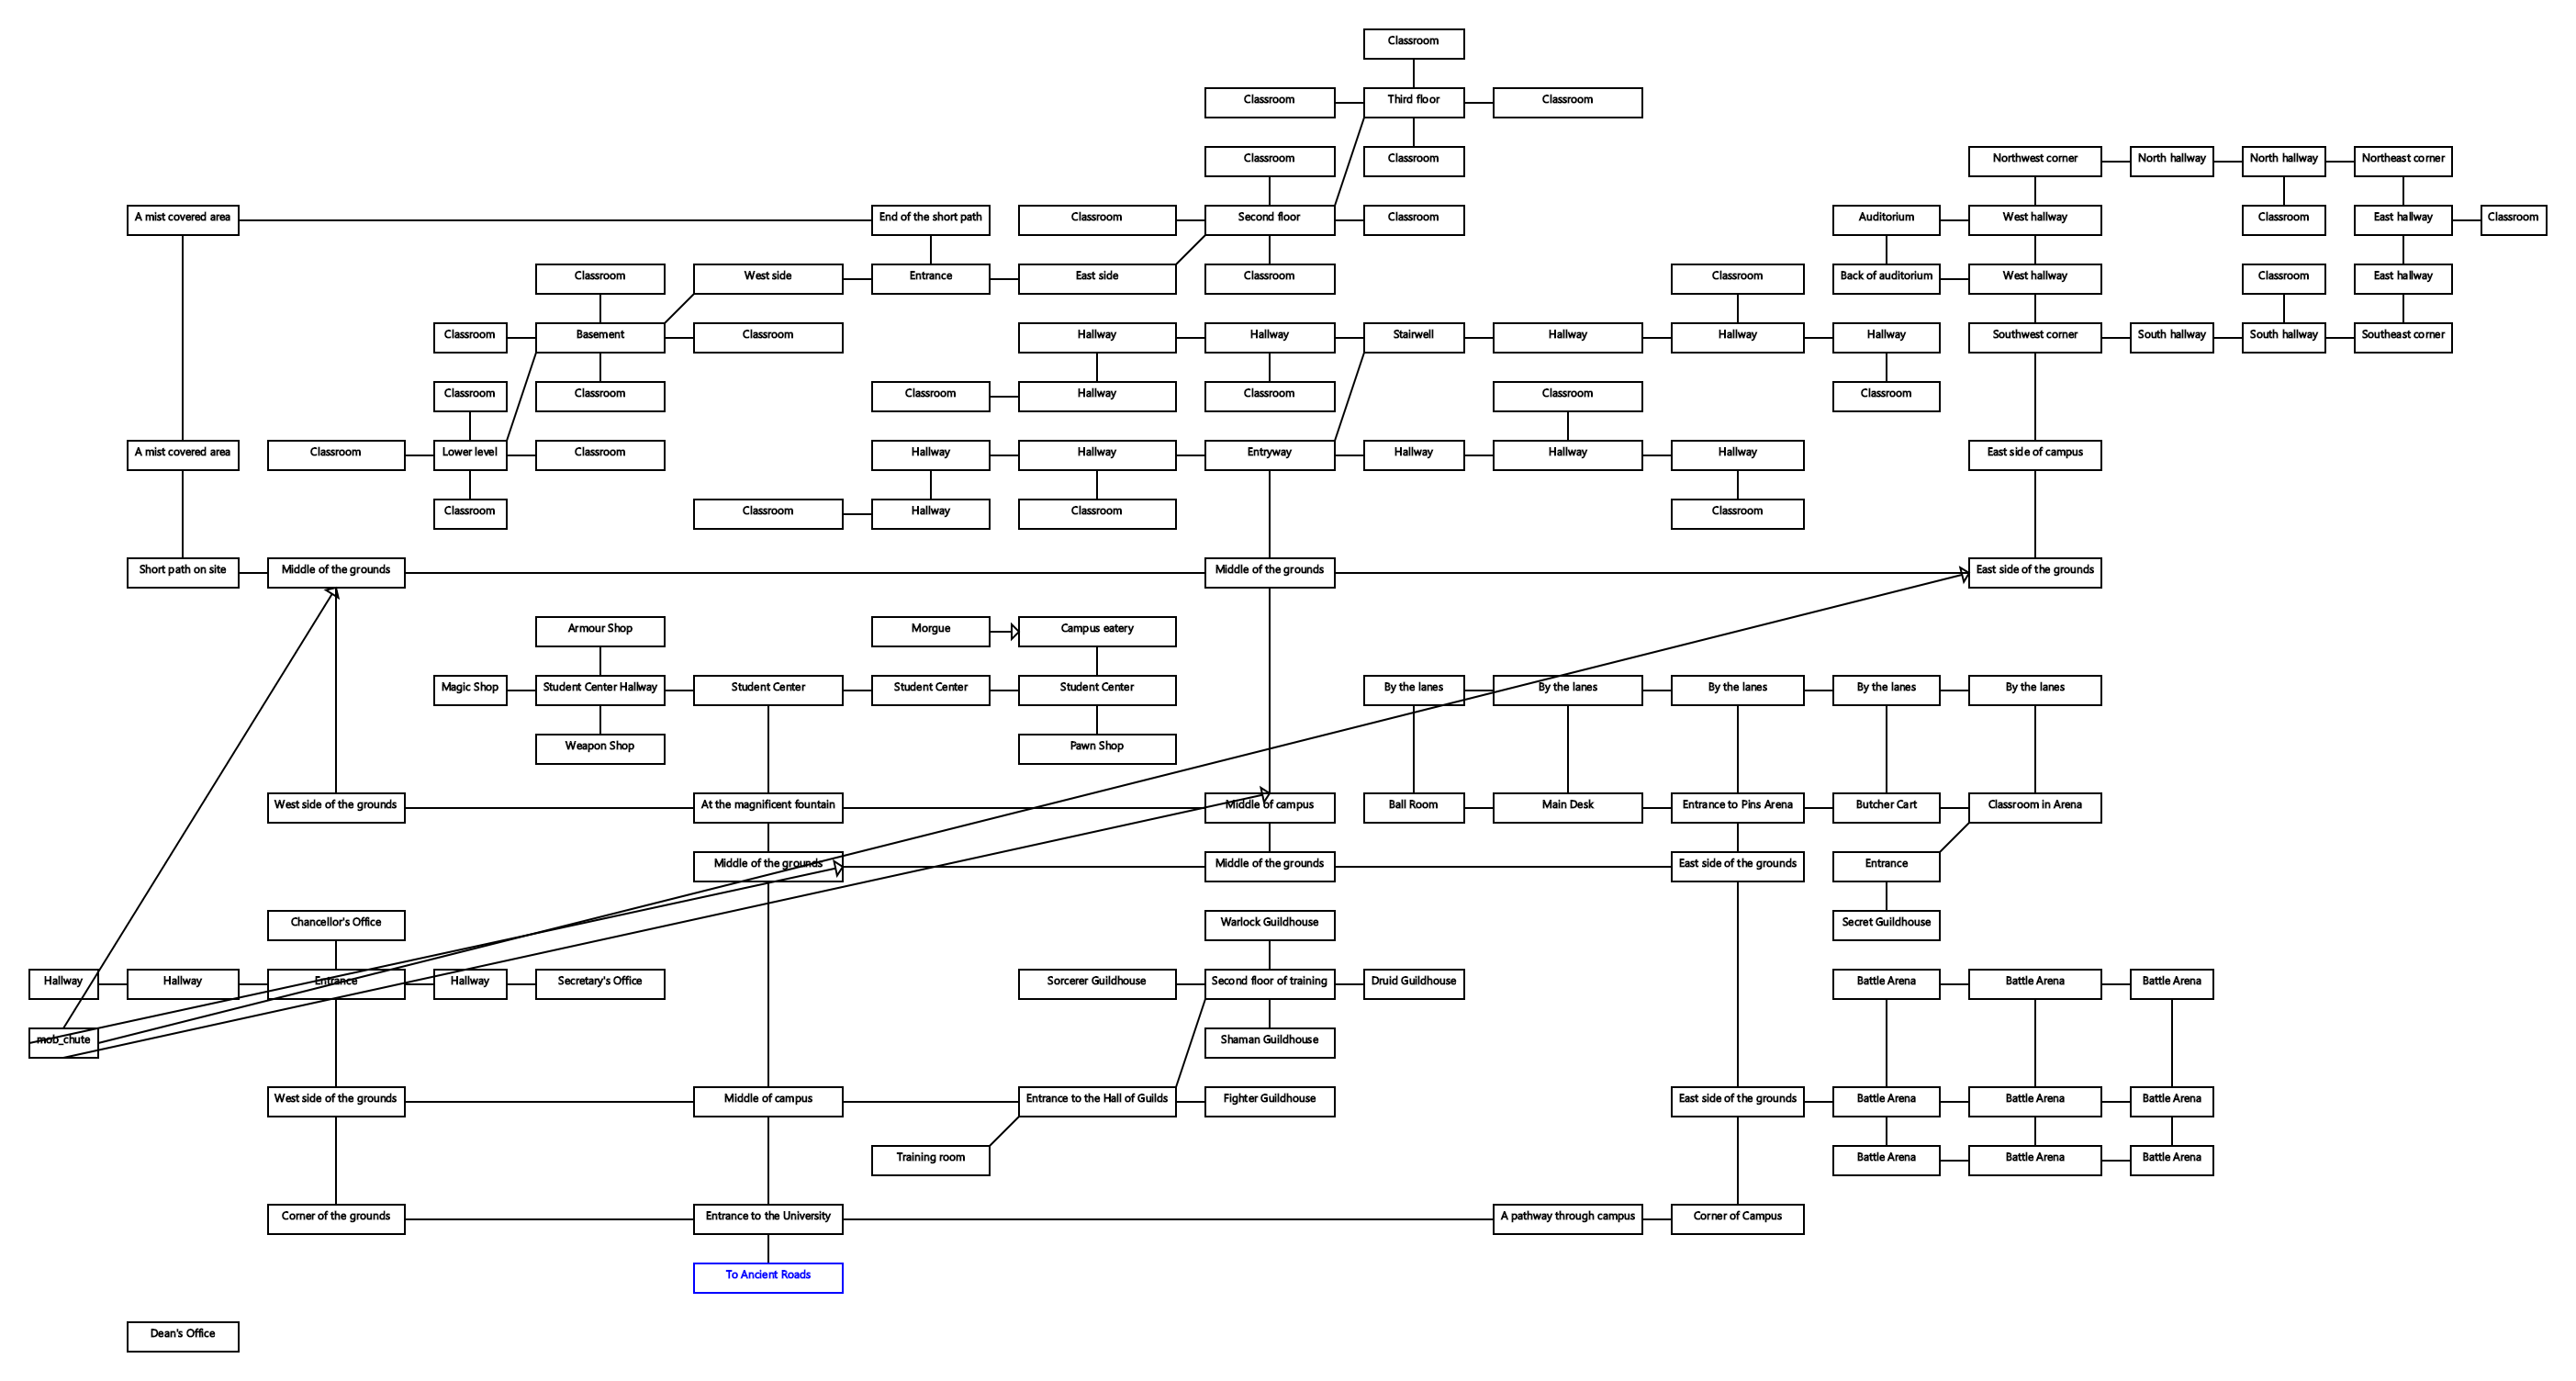 Classroom
Classroom
Third floor
Classroom
Classroom
Classroom
Northwest corner
North hallway
North hallway
Northeast corner
A mist covered area
End of the short path
Classroom
Second floor
Classroom
Auditorium
West hallway
Classroom
East hallway
Classroom
Classroom
West side
Entrance
East side
Classroom
Classroom
Back of auditorium
West hallway
Classroom
East hallway
Classroom
Basement
Classroom
Hallway
Hallway
Stairwell
Hallway
Hallway
Hallway
Southwest corner
South hallway
South hallway
Southeast corner
Classroom
Classroom
Classroom
Hallway
Classroom
Classroom
Classroom
A mist covered area
Classroom
Lower level
Classroom
Hallway
Hallway
Entryway
Hallway
Hallway
Hallway
East side of campus
Classroom
Classroom
Hallway
Classroom
Classroom
Short path on site
Middle of the grounds
Middle of the grounds
East side of the grounds
Armour Shop
Morgue
Campus eatery
Magic Shop
Student Center Hallway
Student Center
Student Center
Student Center
By the lanes
By the lanes
By the lanes
By the lanes
By the lanes
Weapon Shop
Pawn Shop
West side of the grounds
At the magnificent fountain
Middle of campus
Ball Room
Main Desk
Entrance to Pins Arena
Butcher Cart
Classroom in Arena
Middle of the grounds
Middle of the grounds
East side of the grounds
Entrance
Chancellor's Office
Warlock Guildhouse
Secret Guildhouse
Hallway
Hallway
Entrance
Hallway
Secretary's Office
Sorcerer Guildhouse
Second floor of training
Druid Guildhouse
Battle Arena
Battle Arena
Battle Arena
mob_chute
Shaman Guildhouse
West side of the grounds
Middle of campus
Entrance to the Hall of Guilds
Fighter Guildhouse
East side of the grounds
Battle Arena
Battle Arena
Battle Arena
Training room
Battle Arena
Battle Arena
Battle Arena
Corner of the grounds
Entrance to the University
A pathway through campus
Corner of Campus
To Ancient Roads
Dean's Office